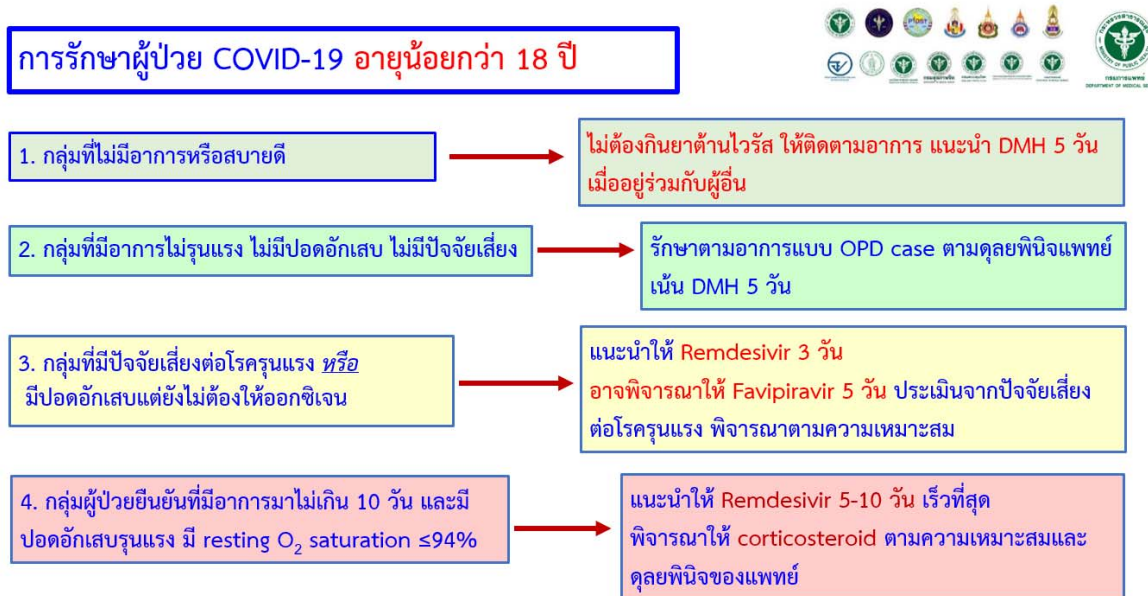 การรักษาผู้ป่วย COVID-19 อายุน้อยกว่า 18 ปี
กรมการแพทย์
1. กลุ่มที่ไม่มีอาการหรือสบายดี
ไม่ต้องกินยาต้านไวรัส ให้ติดตามอาการ แนะนำ DMH 5 วัน
เมื่ออยู่ร่วมกับผู้อื่น
2. กลุ่มที่มีอาการไม่รุนแรง ไม่มีปอดอักเสบ ไม่มีปัจจัยเสี่ยง
รักษาตามอาการแบบ OPD case ตามดุลยพินิจแพทย์
เน้น DMH 5 วัน
3. กลุ่มที่มีปัจจัยเสี่ยงต่อโรครุนแรง หรือ
มีปอดอักเสบแต่ยังไม่ต้องให้ออกซิเจน
แนะนำให้ Remdesivir 3 วัน
อาจพิจารณาให้ Favipiravir 5 วัน ประเมินจากปัจจัยเสี่ยง
ต่อโรครุนแรง พิจารณาตามความเหมาะสม
4. กลุ่มผู้ป่วยยืนยันที่มีอาการมาไม่เกิน 10 วัน และมี
ปอดอักเสบรุนแรง มี resting O₂ saturation ≤94%
แนะนำให้ Remdesivir 5-10 วัน เร็วที่สุด
พิจารณาให้ corticosteroid ตามความเหมาะสมและ
ดุลยพินิจของแพทย์